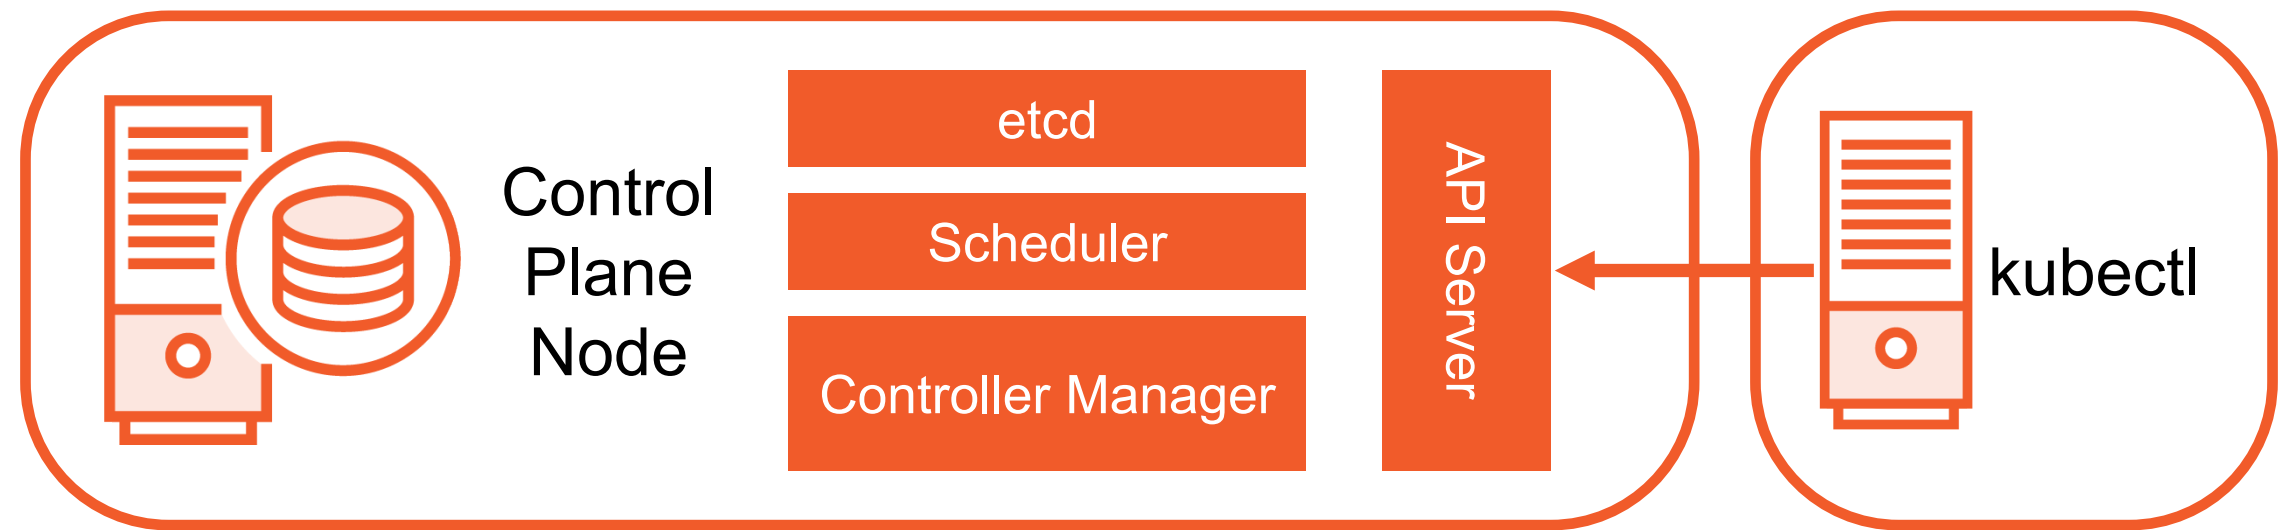 Control
Plane
Node
etcd
Scheduler
Controller Manager
API Server
kubectl